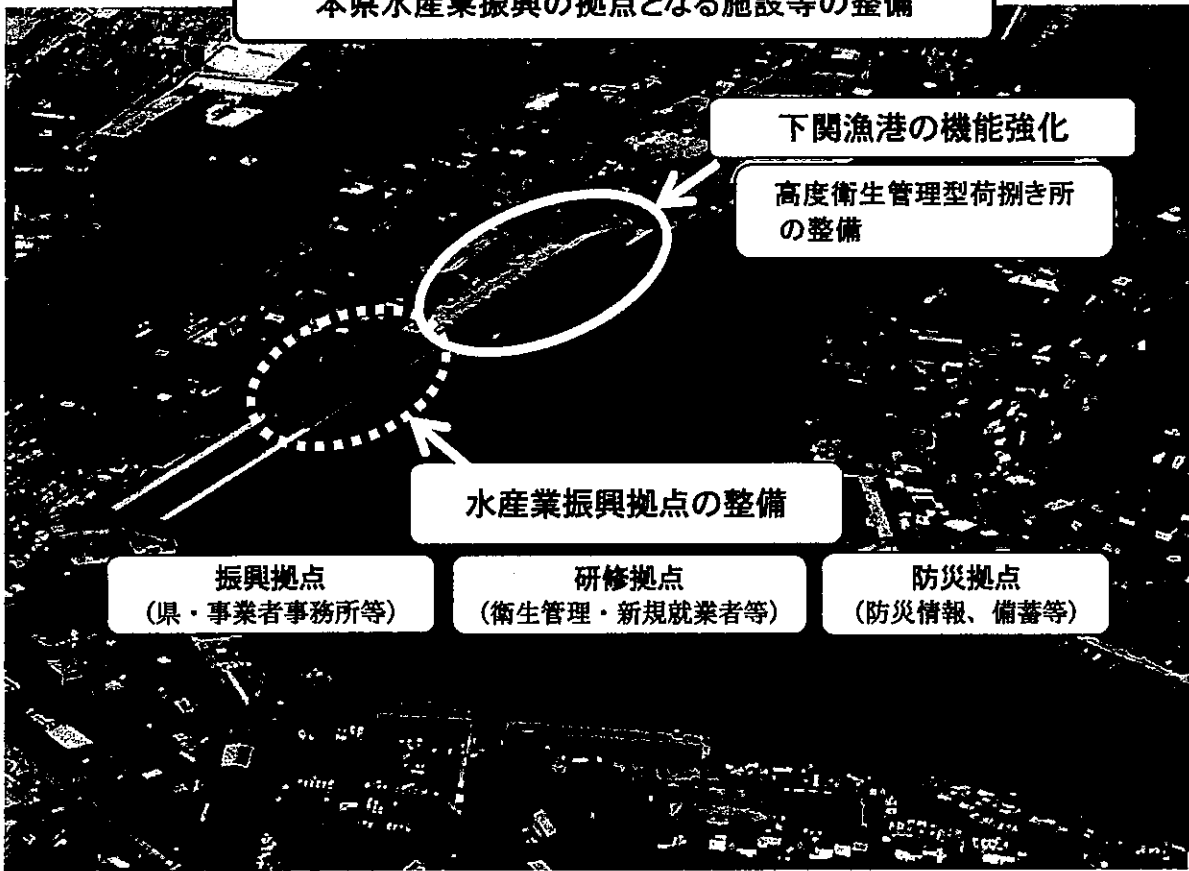 本県水産業振興の拠点となる施設等の整備
下関漁港の機能強化
高度衛生管理型荷捌き所
の整備
水産業振興拠点の整備
振興拠点
(県・事業者事務所等)
研修拠点
(衛生管理・新規就業者等)
防災拠点
(防災情報、備蓄等)